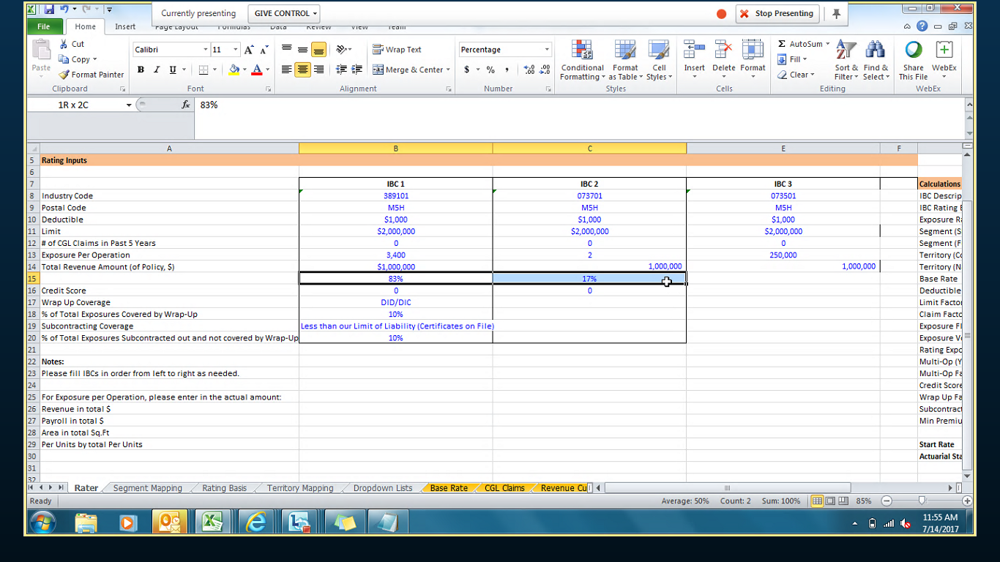 Currently presenting
GIVE CONTROL
Stop Presenting
File
Home
Insert
Page Layout
Formulas
Data
Review
View
Team
Paste
Cut
Copy
Format Painter
Clipboard
Calibri
11
B I U
A
Font
Wrap Text
Merge & Center
Alignment
Percentage
$ % ,
Number
Conditional Formatting
Format as Table
Cell Styles
Styles
Insert
Delete
Format
Cells
Σ AutoSum
Fill
Clear
Sort & Filter
Find & Select
Editing
Share This File
WebEx
WebEx
1R x 2C
fx
83%
A B C E F
5 Rating Inputs
6
7 IBC 1 IBC 2 IBC 3 Calculations
8 Industry Code 389101 073701 073501 IBC Descrip
9 Postal Code M5H M5H M5H IBC Rating
10 Deductible $1,000 $1,000 $1,000 Exposure
11 Limit $2,000,000 $2,000,000 $2,000,000 Segment (S
12 # of CGL Claims in Past 5 Years 0 0 0 Segment (F
13 Exposure Per Operation 3,400 2 250,000 Territory (Co
14 Total Revenue Amount (of Policy, $) $1,000,000 1,000,000 1,000,000 Territory (N
15 83% 17% Base Rate
16 Credit Score 0 0 Deductible
17 Wrap Up Coverage DID/DIC Limit Facto
18 % of Total Exposures Covered by Wrap-Up 10% Claim Facto
19 Subcontracting Coverage Less than our Limit of Liability (Certificates on File) Exposure Fl
20 % of Total Exposures Subcontracted out and not covered by Wrap-Up 10% Exposure Vo
21 Rating Expo
22 Notes: Multi-Op (Y
23 Please fill IBCs in order from left to right as needed. Multi-Op Fa
24 Credit Score
25 For Exposure per Operation, please enter in the actual amount: Wrap Up Fa
26 Revenue in total $ Subcontract
27 Payroll in total $ Min Premiu
28 Area in total Sq.Ft
29 Per Units by total Per Units Start Rate
30 Actuarial Sta
31
32
Rater
Segment Mapping
Rating Basis
Territory Mapping
Dropdown Lists
Base Rate
CGL Claims
Revenue Cu
Ready
Average: 50% Count: 2 Sum: 100%
85%
11:55 AM
7/14/2017